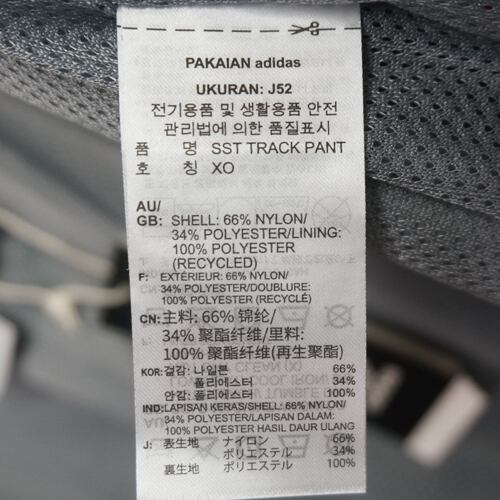 PAKAIAN adidas
UKURAN: J52
전기용품 및 생활용품 안전
관리법에 의한 품질표시
품 명 SST TRACK PANT
호 칭 XO
AU/
GB: SHELL: 66% NYLON/
34% POLYESTER/LINING:
100% POLYESTER
(RECYCLED)
F: EXTÉRIEUR: 66% NYLON/
34% POLYESTER/DOUBLURE:
100% POLYESTER (RECYCLÉ)
CN: 主料: 66% 锦纶/
34% 聚酯纤维/里料:
100% 聚酯纤维(再生聚酯)
KOR: 겉감: 나일론 66%
폴리에스터 34%
안감: 폴리에스터 100%
IND: LAPISAN KERAS/SHELL: 66% NYLON/
34% POLYESTER/LAPISAN DALAM:
100% POLYESTER HASIL DAUR ULANG
J: 表生地 ナイロン 66%
ポリエステル 34%
裏生地 ポリエステル 100%